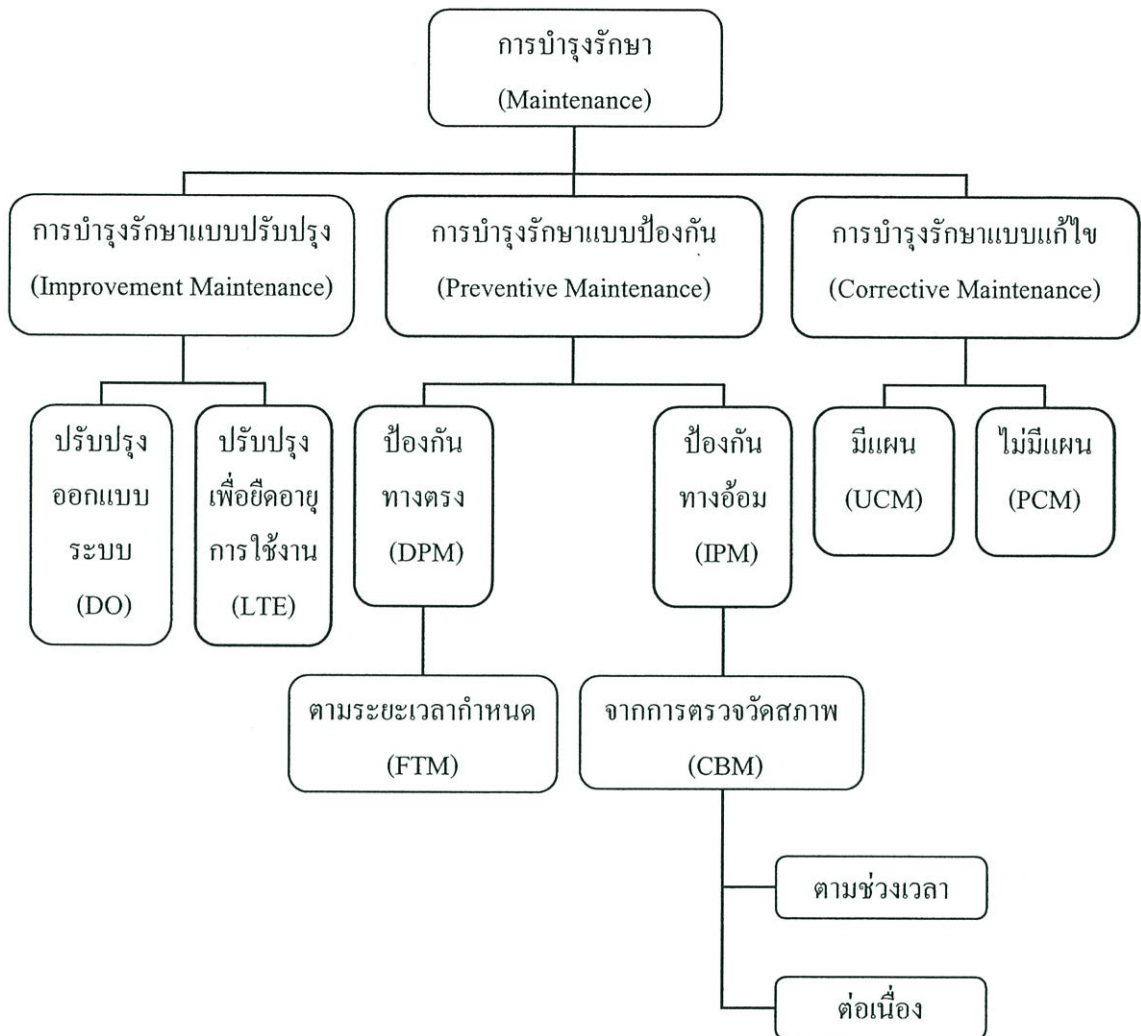 การบำรุงรักษา
(Maintenance)
การบำรุงรักษาแบบปรับปรุง
(Improvement Maintenance)
การบำรุงรักษาแบบป้องกัน
(Preventive Maintenance)
การบำรุงรักษาแบบแก้ไข
(Corrective Maintenance)
ปรับปรุง
ออกแบบ
ระบบ
(DO)
ปรับปรุง
เพื่อยืดอายุ
การใช้งาน
(LTE)
ป้องกัน
ทางตรง
(DPM)
ป้องกัน
ทางอ้อม
(IPM)
มีแผน
(UCM)
ไม่มีแผน
(PCM)
ตามระยะเวลากำหนด
(FTM)
จากการตรวจวัดสภาพ
(CBM)
ตามช่วงเวลา
ต่อเนื่อง